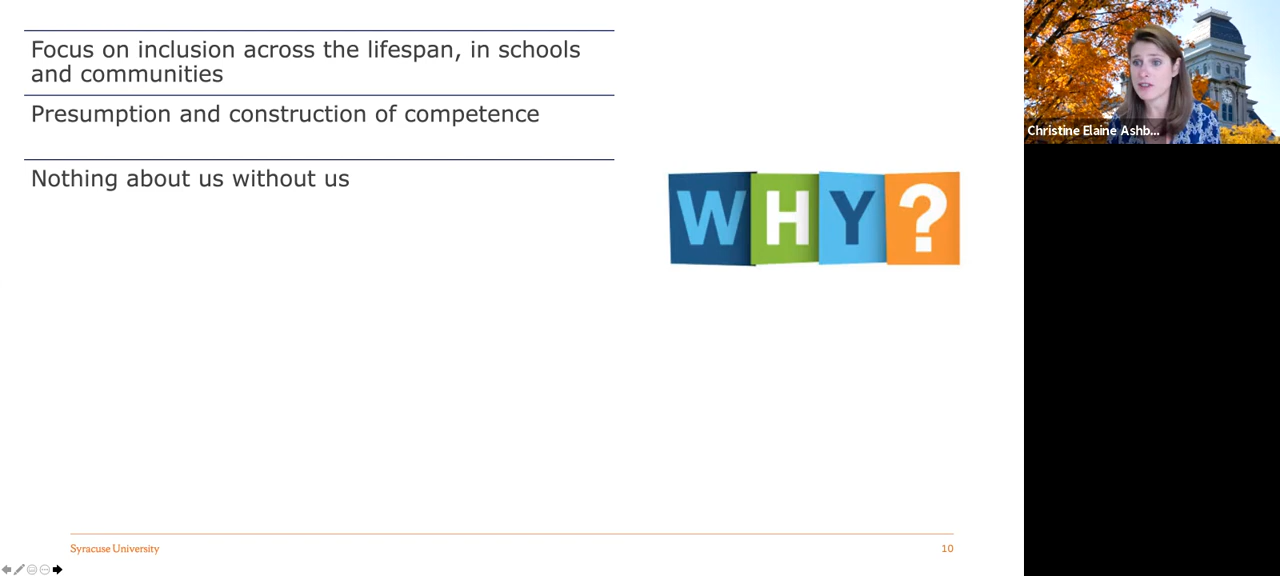 Focus on inclusion across the lifespan, in schools
and communities
Presumption and construction of competence
Nothing about us without us
WHY?
Christine Elaine Ashb...
Syracuse University
10